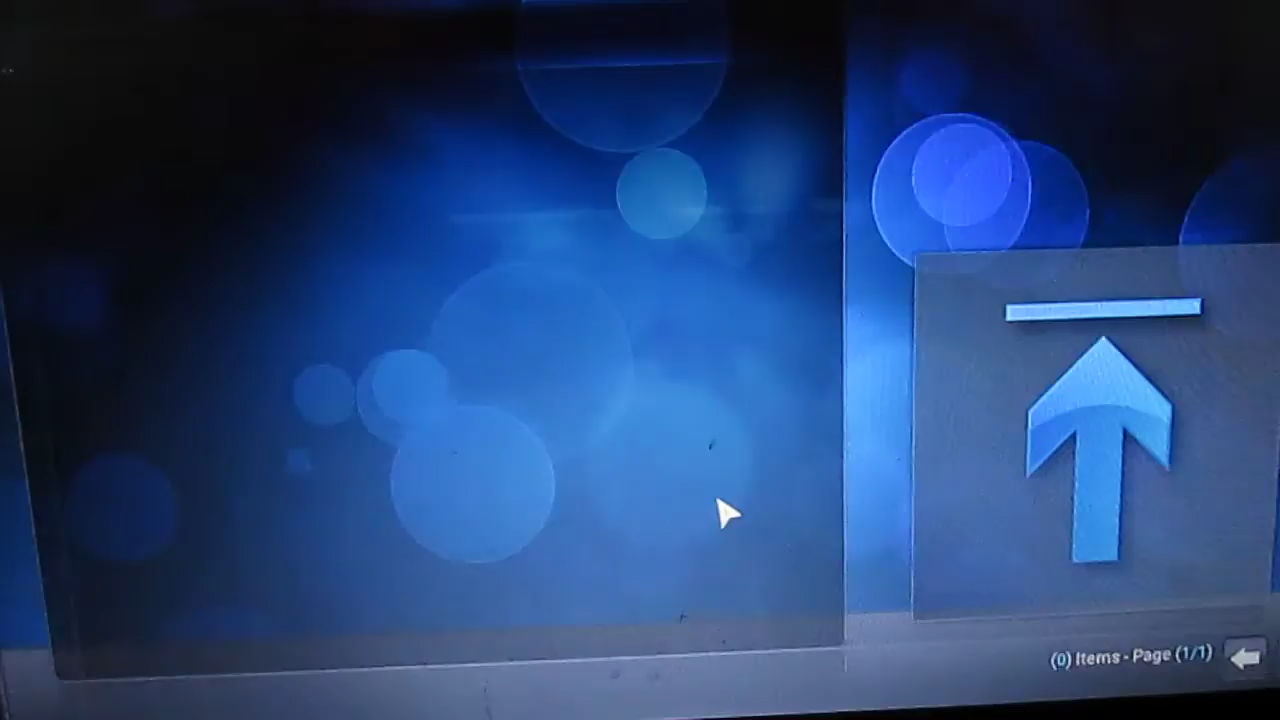 ..
(0) Items - Page (1/1)